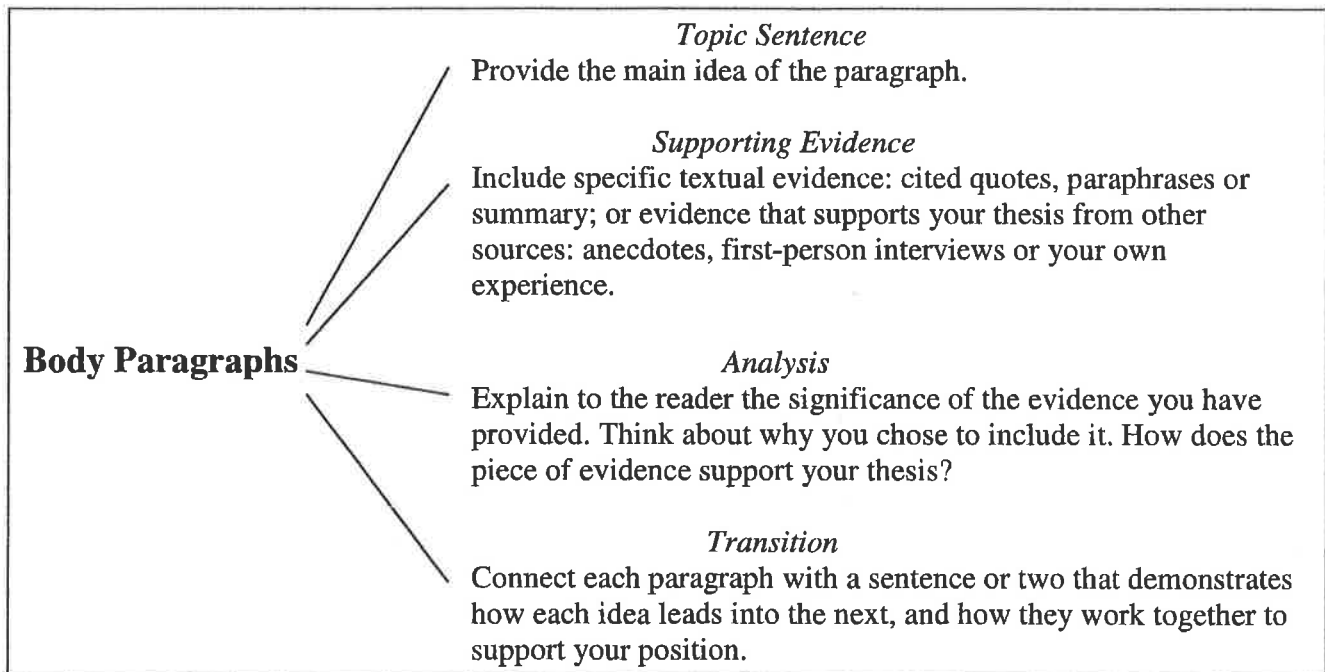 Topic Sentence
Provide the main idea of the paragraph.
Supporting Evidence
Include specific textual evidence: cited quotes, paraphrases or
summary; or evidence that supports your thesis from other
sources: anecdotes, first-person interviews or your own
experience.
Body Paragraphs
Analysis
Explain to the reader the significance of the evidence you have
provided. Think about why you chose to include it. How does the
piece of evidence support your thesis?
Transition
Connect each paragraph with a sentence or two that demonstrates
how each idea leads into the next, and how they work together to
support your position.